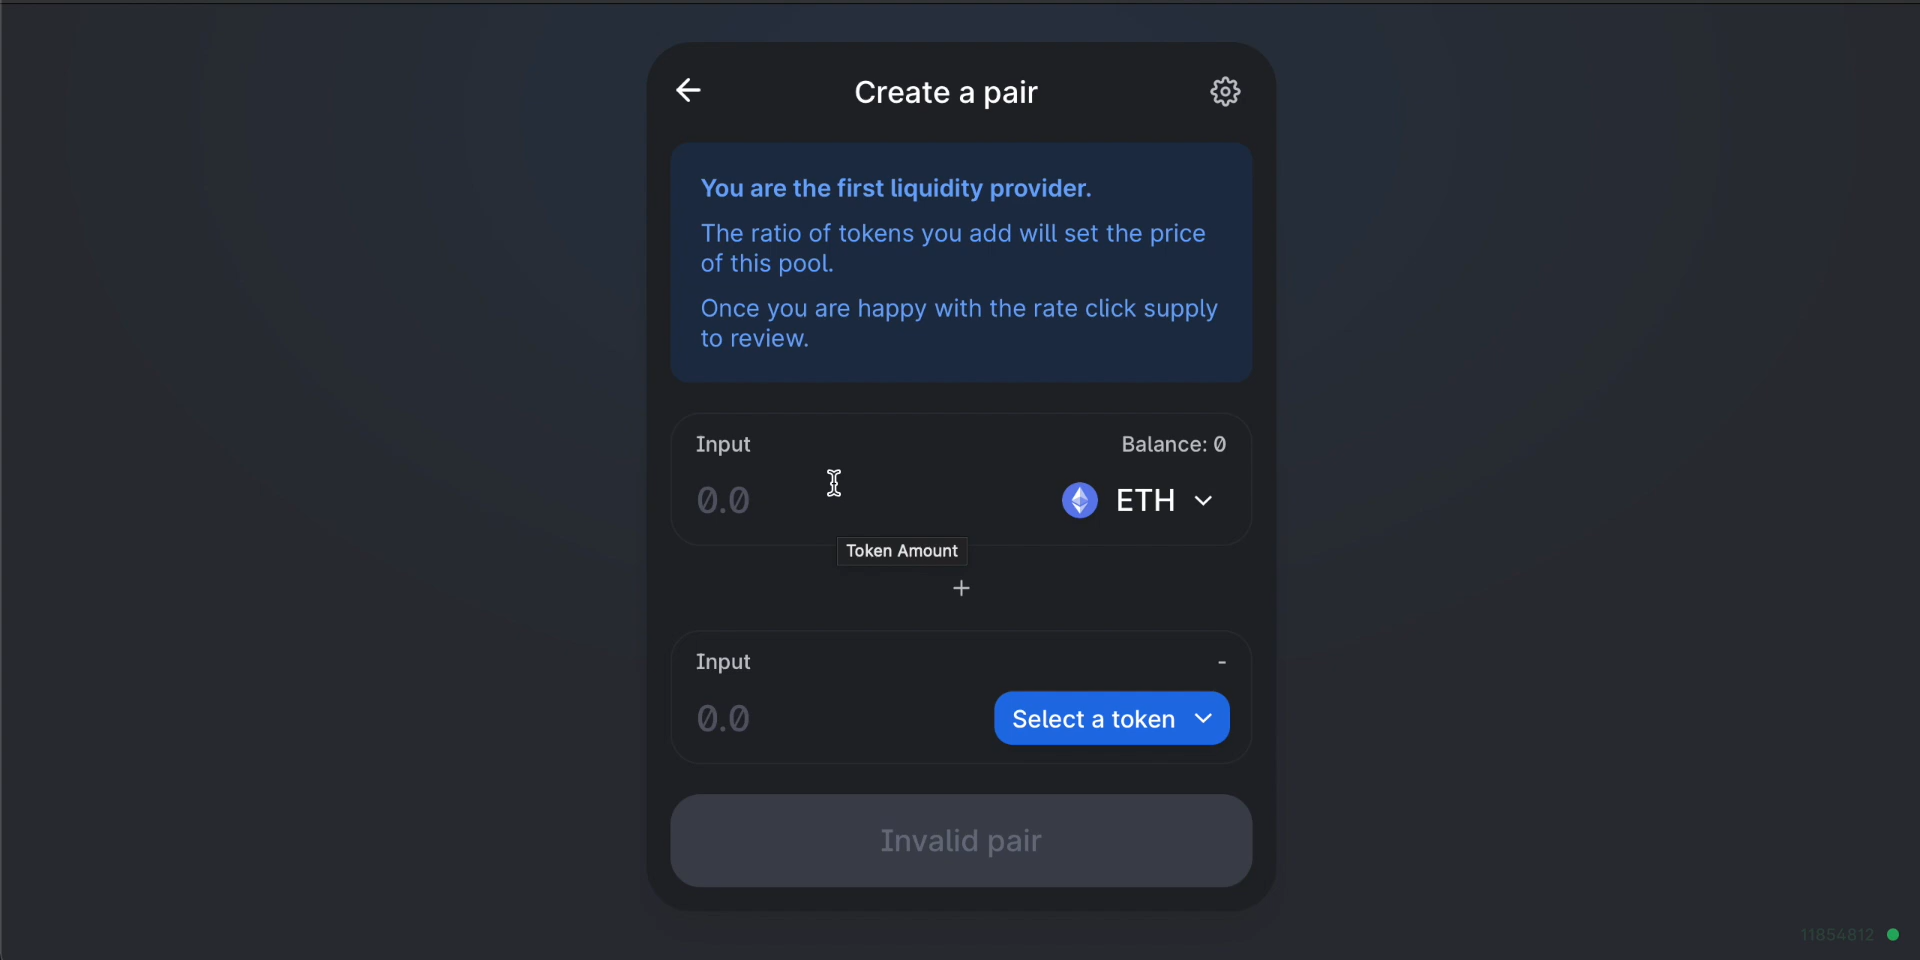 Create a pair
You are the first liquidity provider.
The ratio of tokens you add will set the price
of this pool.
Once you are happy with the rate click supply
to review.
Input
Balance: 0
0.0
ETH
Token Amount
+
Input
-
0.0
Select a token
Invalid pair
11854812